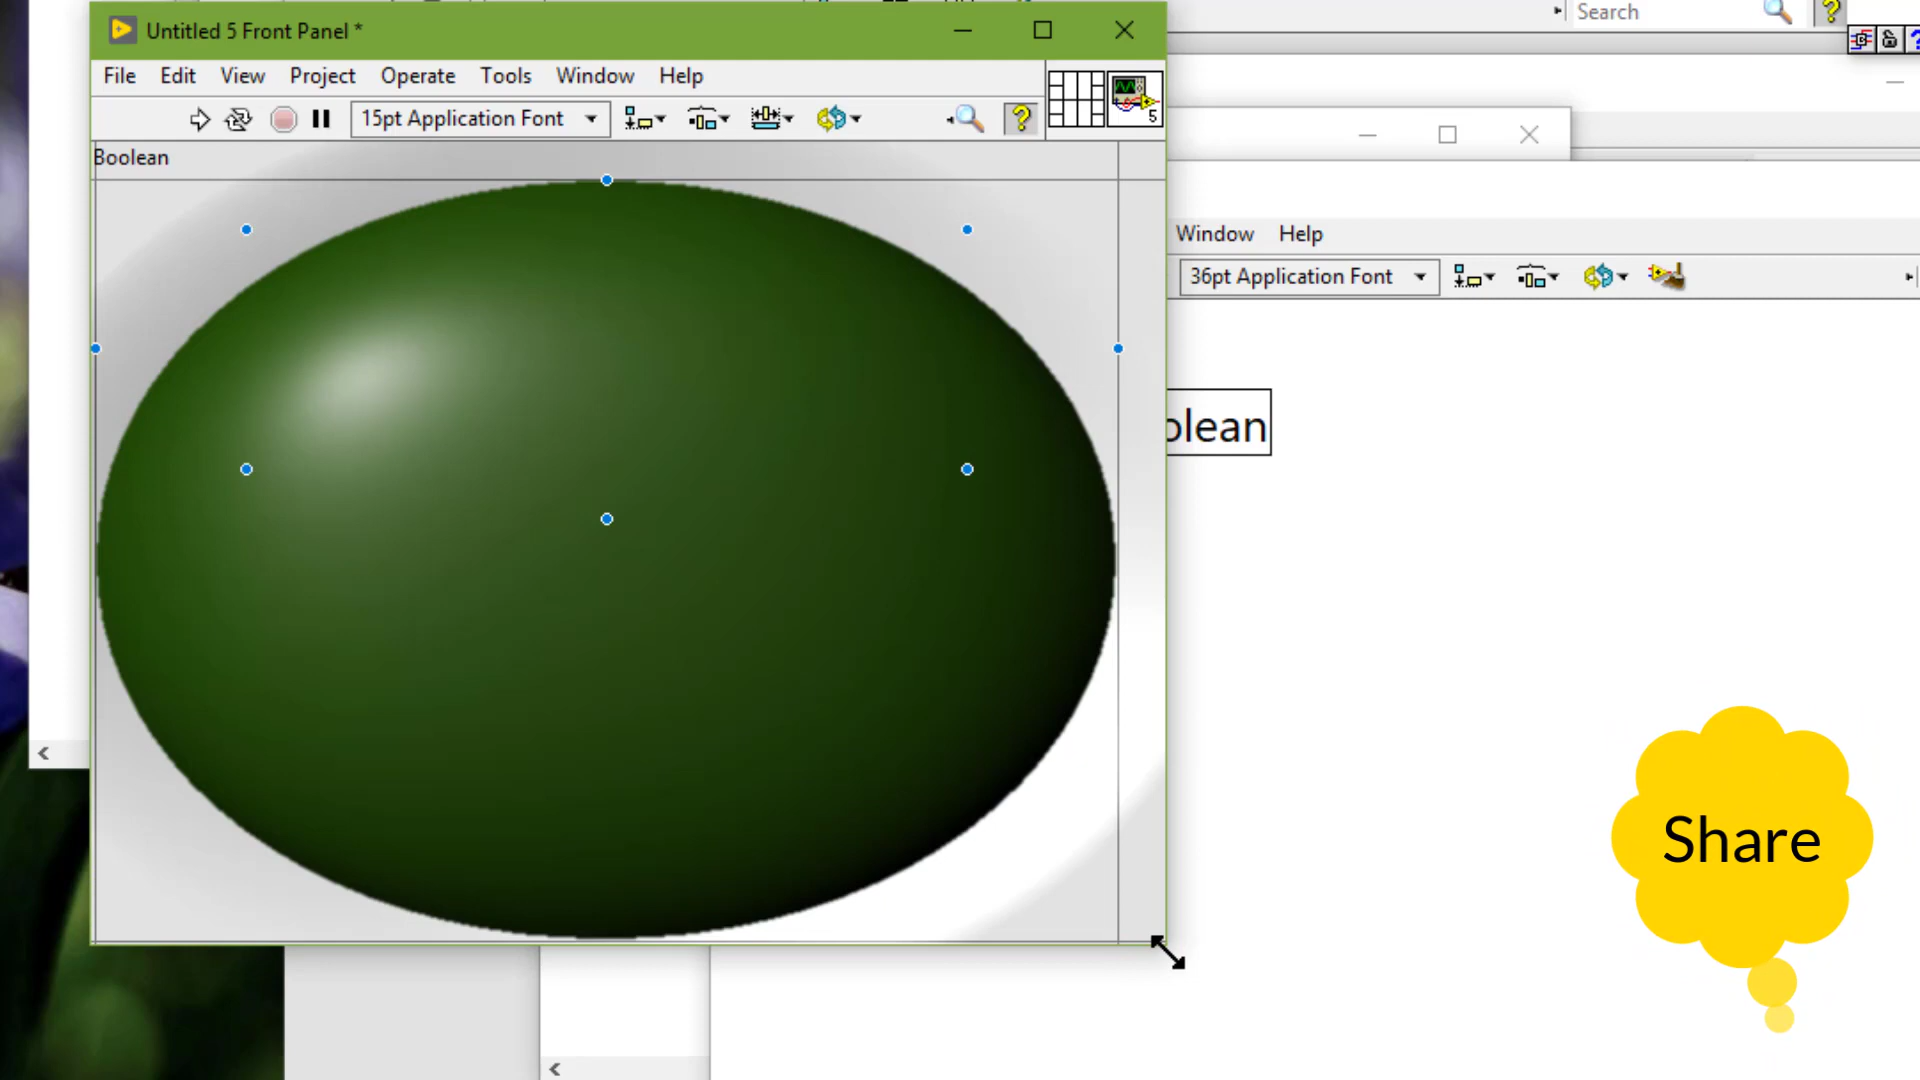 Untitled 5 Front Panel *
Search
File Edit View Project Operate Tools Window Help
15pt Application Font
5
Boolean
Window Help
36pt Application Font
olean
Share